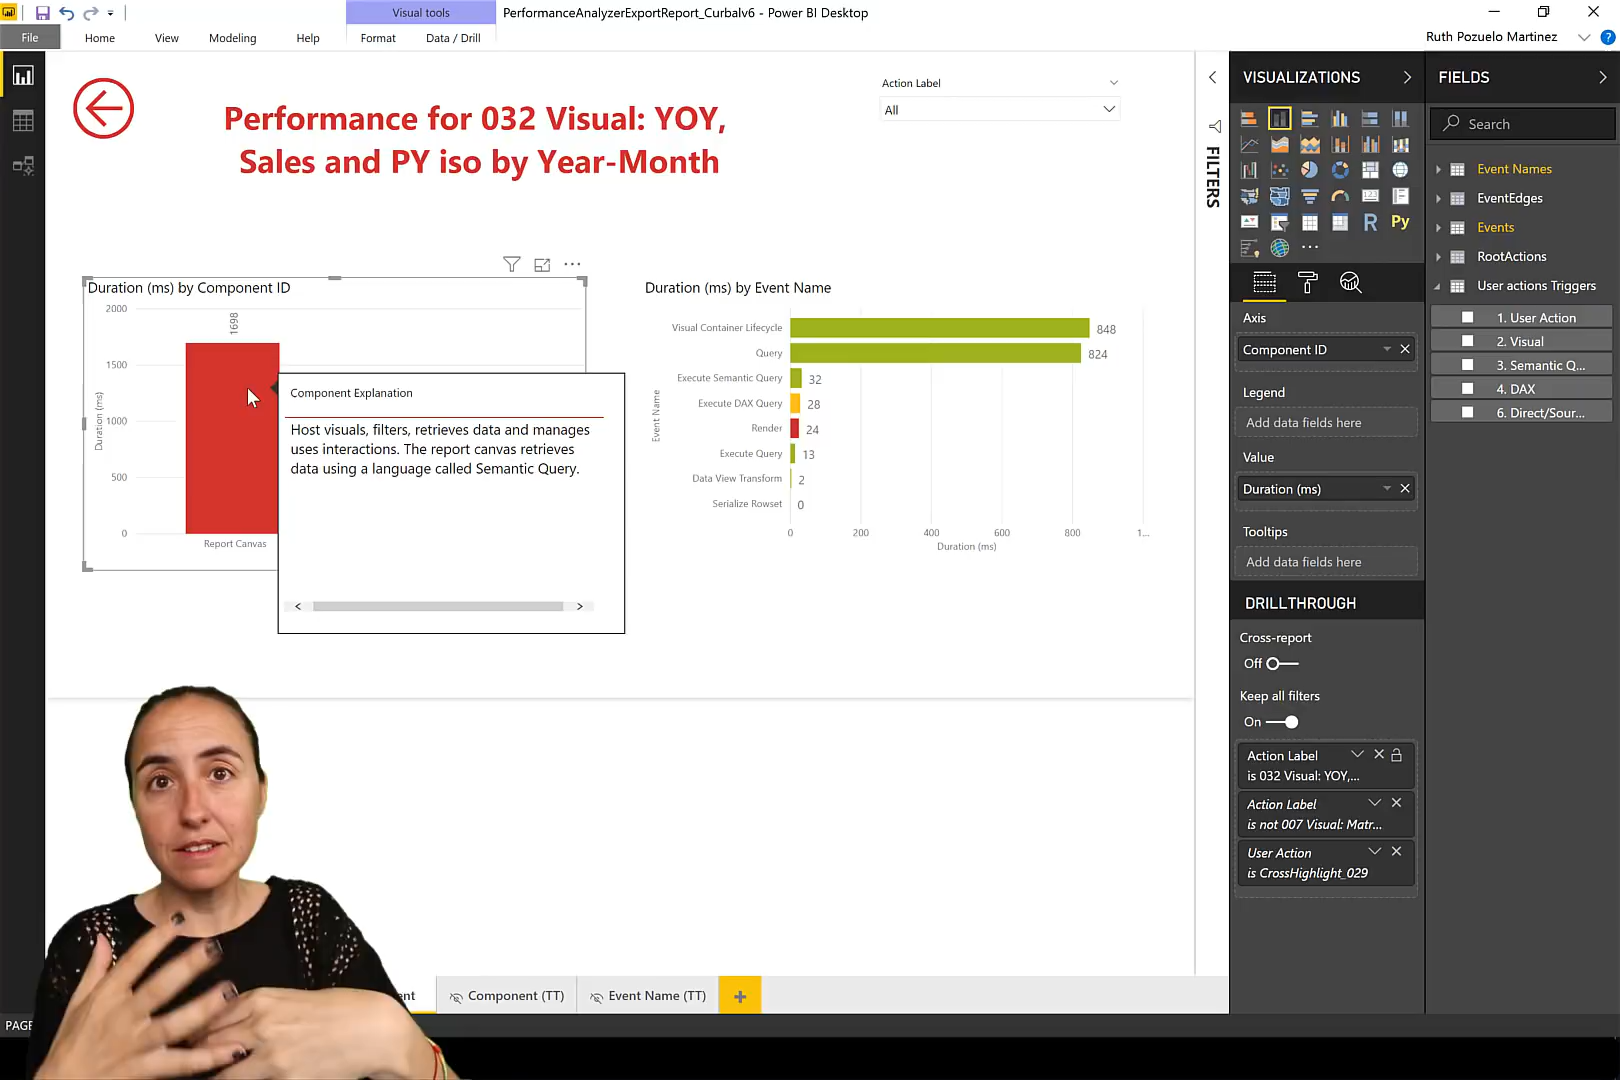 Visual tools
PerformanceAnalyzerExportReport_Curbalv6 - Power BI Desktop
File
Home
View
Modeling
Help
Format
Data / Drill
Ruth Pozuelo Martinez
?
Performance for 032 Visual: YOY,
Sales and PY iso by Year-Month
Action Label
All
Duration (ms) by Component ID
2000
1500
1000
500
0
Duration (ms)
1698
Report Canvas
Component Explanation
Host visuals, filters, retrieves data and manages
uses interactions. The report canvas retrieves
data using a language called Semantic Query.
Duration (ms) by Event Name
Event Name
Visual Container Lifecycle 848
Query 824
Execute Semantic Query 32
Execute DAX Query 28
Render 24
Execute Query 13
Data View Transform 2
Serialize Rowset 0
0 200 400 600 800 1...
Duration (ms)
FILTERS
VISUALIZATIONS
R
Py
123
Axis
Component ID
Legend
Add data fields here
Value
Duration (ms)
Tooltips
Add data fields here
DRILLTHROUGH
Cross-report
Off
Keep all filters
On
Action Label
is 032 Visual: YOY,...
Action Label
is not 007 Visual: Matr...
User Action
is CrossHighlight_029
FIELDS
Search
Event Names
EventEdges
Events
RootActions
User actions Triggers
1. User Action
2. Visual
3. Semantic Q...
4. DAX
6. Direct/Sour...
ent
Component (TT)
Event Name (TT)
+
PAGE